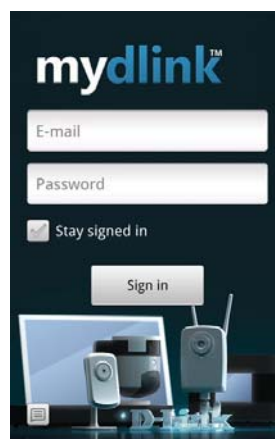 mydlink™
E-mail
Password
Stay signed in
Sign in
D-Link